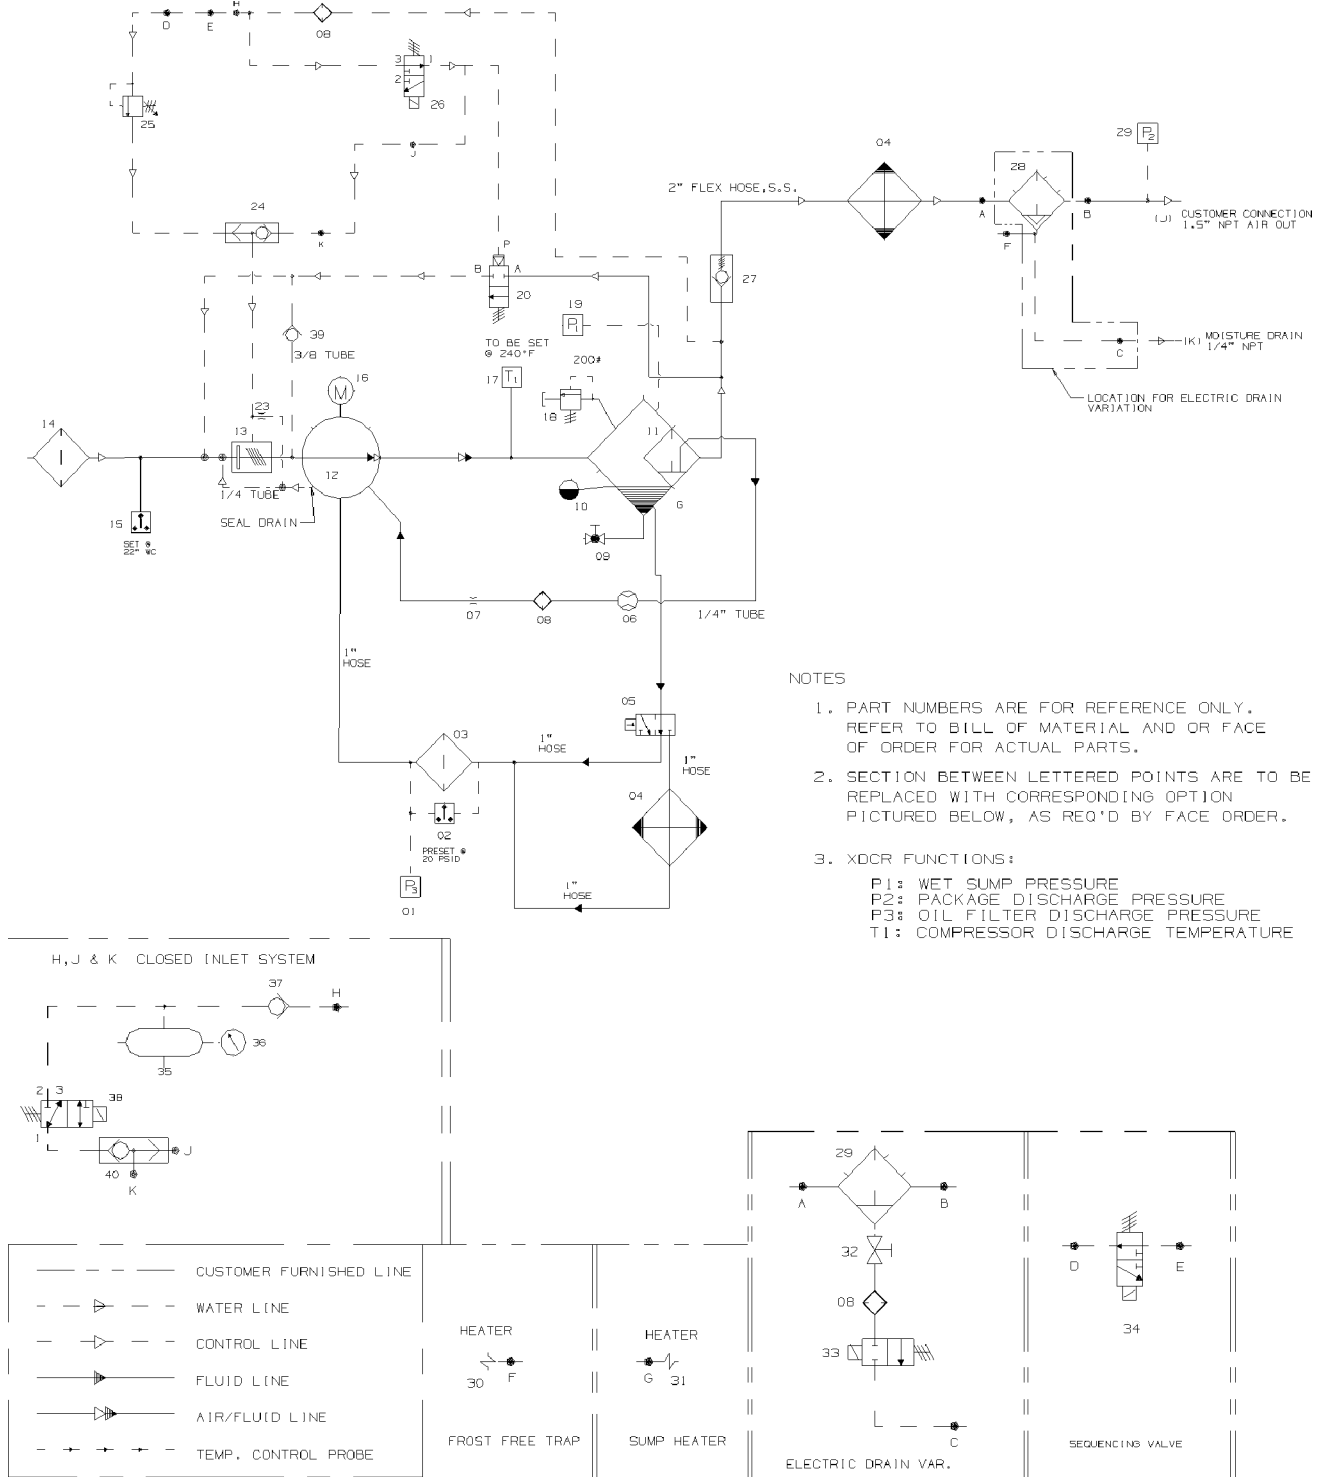 H
D
E
08
3
1
2
26
25
J
24
K
04
29 P2
28
2" FLEX HOSE,S.S.
A
B
(J) CUSTOMER CONNECTION
1.5" NPT AIR OUT
F
P
B
A
20
27
19
P1
39
3/8 TUBE
TO BE SET
@ 240°F
17 T1
200#
18
(K) MOISTURE DRAIN
1/4" NPT
C
LOCATION FOR ELECTRIC DRAIN
VARIATION
16
M
23
14
13
11
12
1/4 TUBE
10
G
15
SEAL DRAIN
SET @
22" WC
09
07
08
06
1/4" TUBE
1"
HOSE
05
03
1"
HOSE
1"
HOSE
04
02
PRESET @
20 PSID
P3
01
1"
HOSE
NOTES
1. PART NUMBERS ARE FOR REFERENCE ONLY.
REFER TO BILL OF MATERIAL AND OR FACE
OF ORDER FOR ACTUAL PARTS.
2. SECTION BETWEEN LETTERED POINTS ARE TO BE
REPLACED WITH CORRESPONDING OPTION
PICTURED BELOW, AS REQ'D BY FACE ORDER.
3. XDCR FUNCTIONS:
P1: WET SUMP PRESSURE
P2: PACKAGE DISCHARGE PRESSURE
P3: OIL FILTER DISCHARGE PRESSURE
T1: COMPRESSOR DISCHARGE TEMPERATURE
H,J & K CLOSED INLET SYSTEM
37
H
36
35
2 3
38
1
J
40
K
CUSTOMER FURNISHED LINE
WATER LINE
CONTROL LINE
FLUID LINE
AIR/FLUID LINE
TEMP. CONTROL PROBE
HEATER
30
F
FROST FREE TRAP
HEATER
G
31
SUMP HEATER
29
A
B
32
08
33
C
ELECTRIC DRAIN VAR.
D
E
34
SEQUENCING VALVE